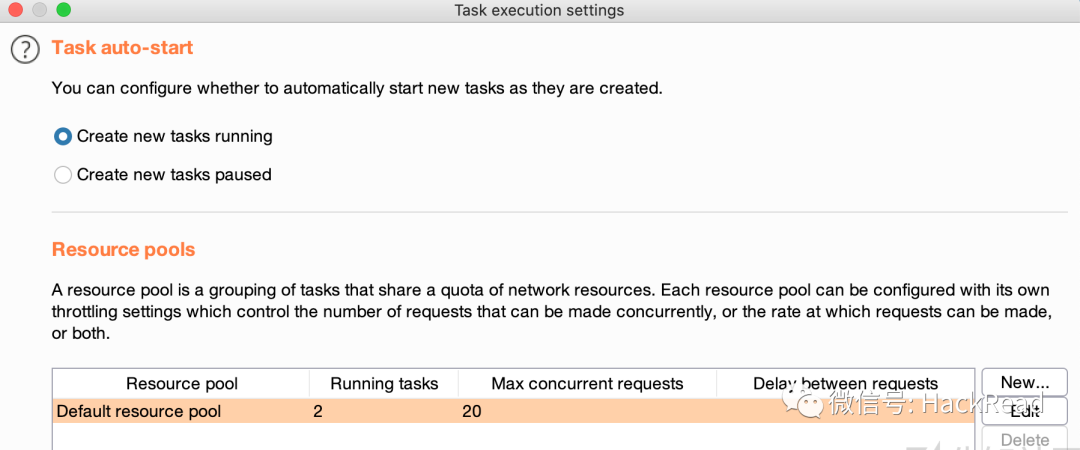 Task execution settings
Task auto-start
You can configure whether to automatically start new tasks as they are created.
Create new tasks running
Create new tasks paused
Resource pools
A resource pool is a grouping of tasks that share a quota of network resources. Each resource pool can be configured with its own
throttling settings which control the number of requests that can be made concurrently, or the rate at which requests can be made,
or both.
Resource pool Running tasks Max concurrent requests Delay between requests New...
Default resource pool 2 20 Edit
微信号: HackRead
Delete